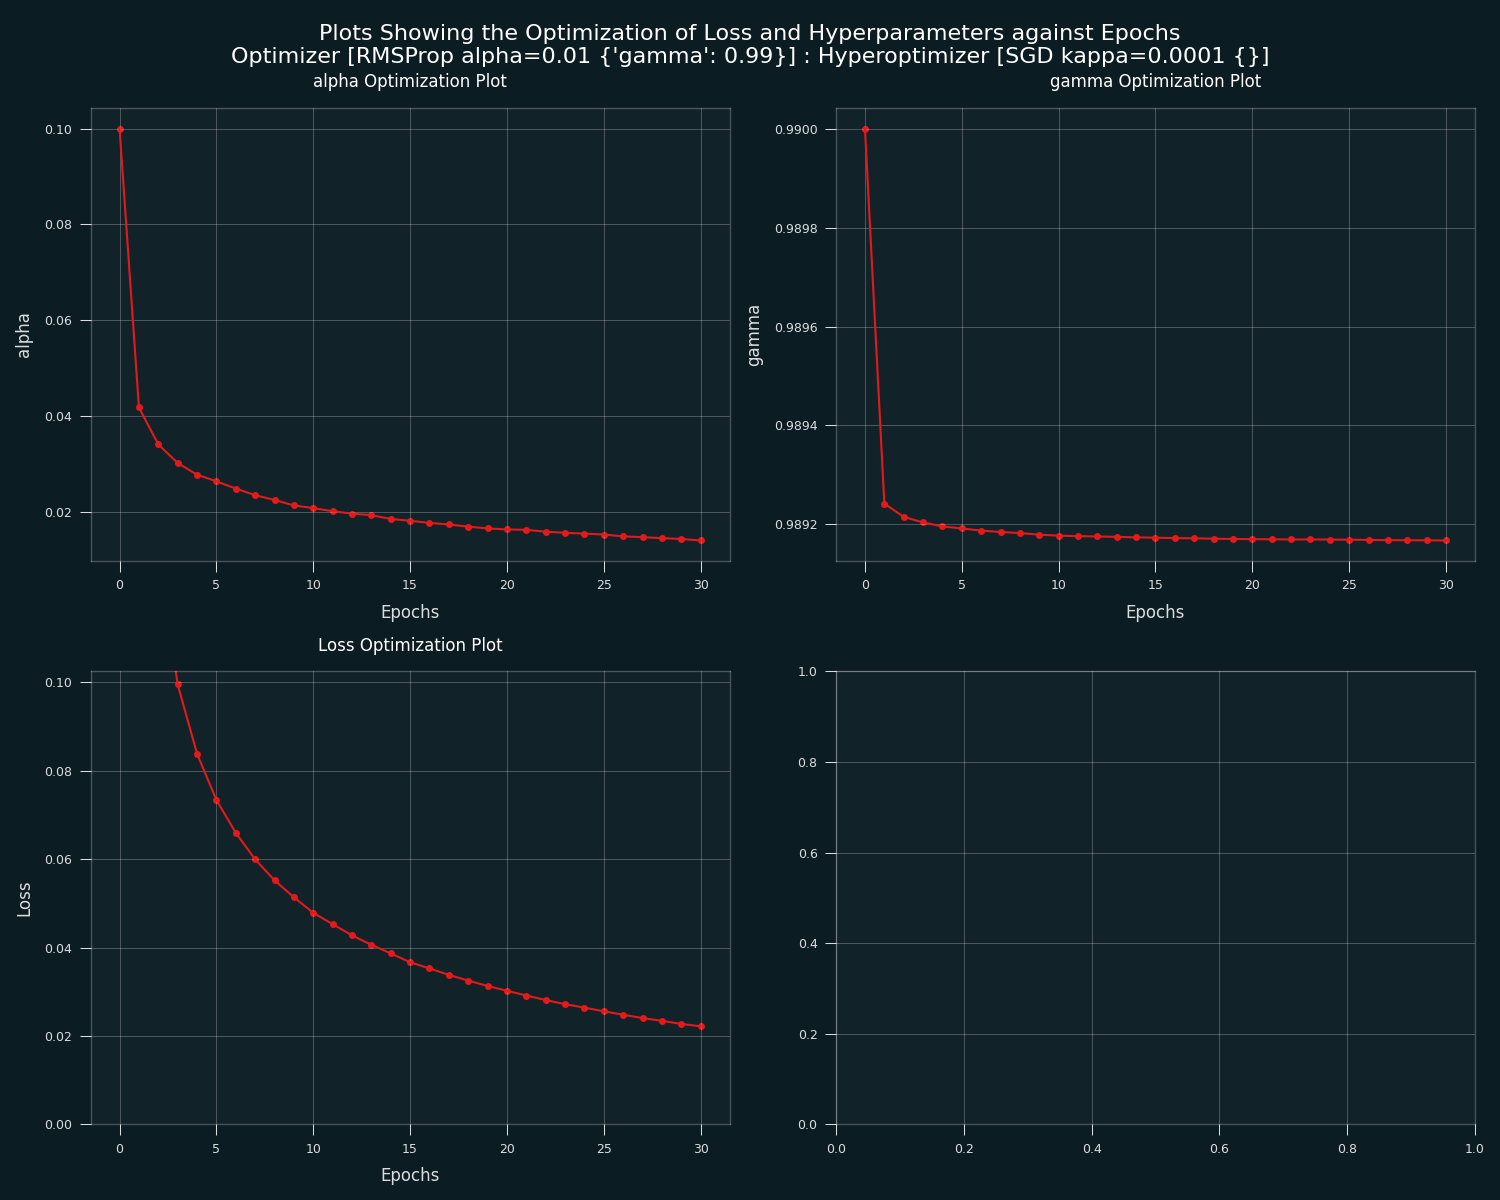 Plots Showing the Optimization of Loss and Hyperparameters against Epochs
Optimizer [RMSProp alpha=0.01 {'gamma': 0.99}] : Hyperoptimizer [SGD kappa=0.0001 {}]
alpha Optimization Plot
0.10
0.08
0.06
0.04
0.02
alpha
0 5 10 15 20 25 30
Epochs
gamma Optimization Plot
0.9900
0.9898
0.9896
0.9894
0.9892
gamma
0 5 10 15 20 25 30
Epochs
Loss Optimization Plot
0.10
0.08
0.06
0.04
0.02
0.00
Loss
0 5 10 15 20 25 30
Epochs
1.0
0.8
0.6
0.4
0.2
0.0
0.0 0.2 0.4 0.6 0.8 1.0